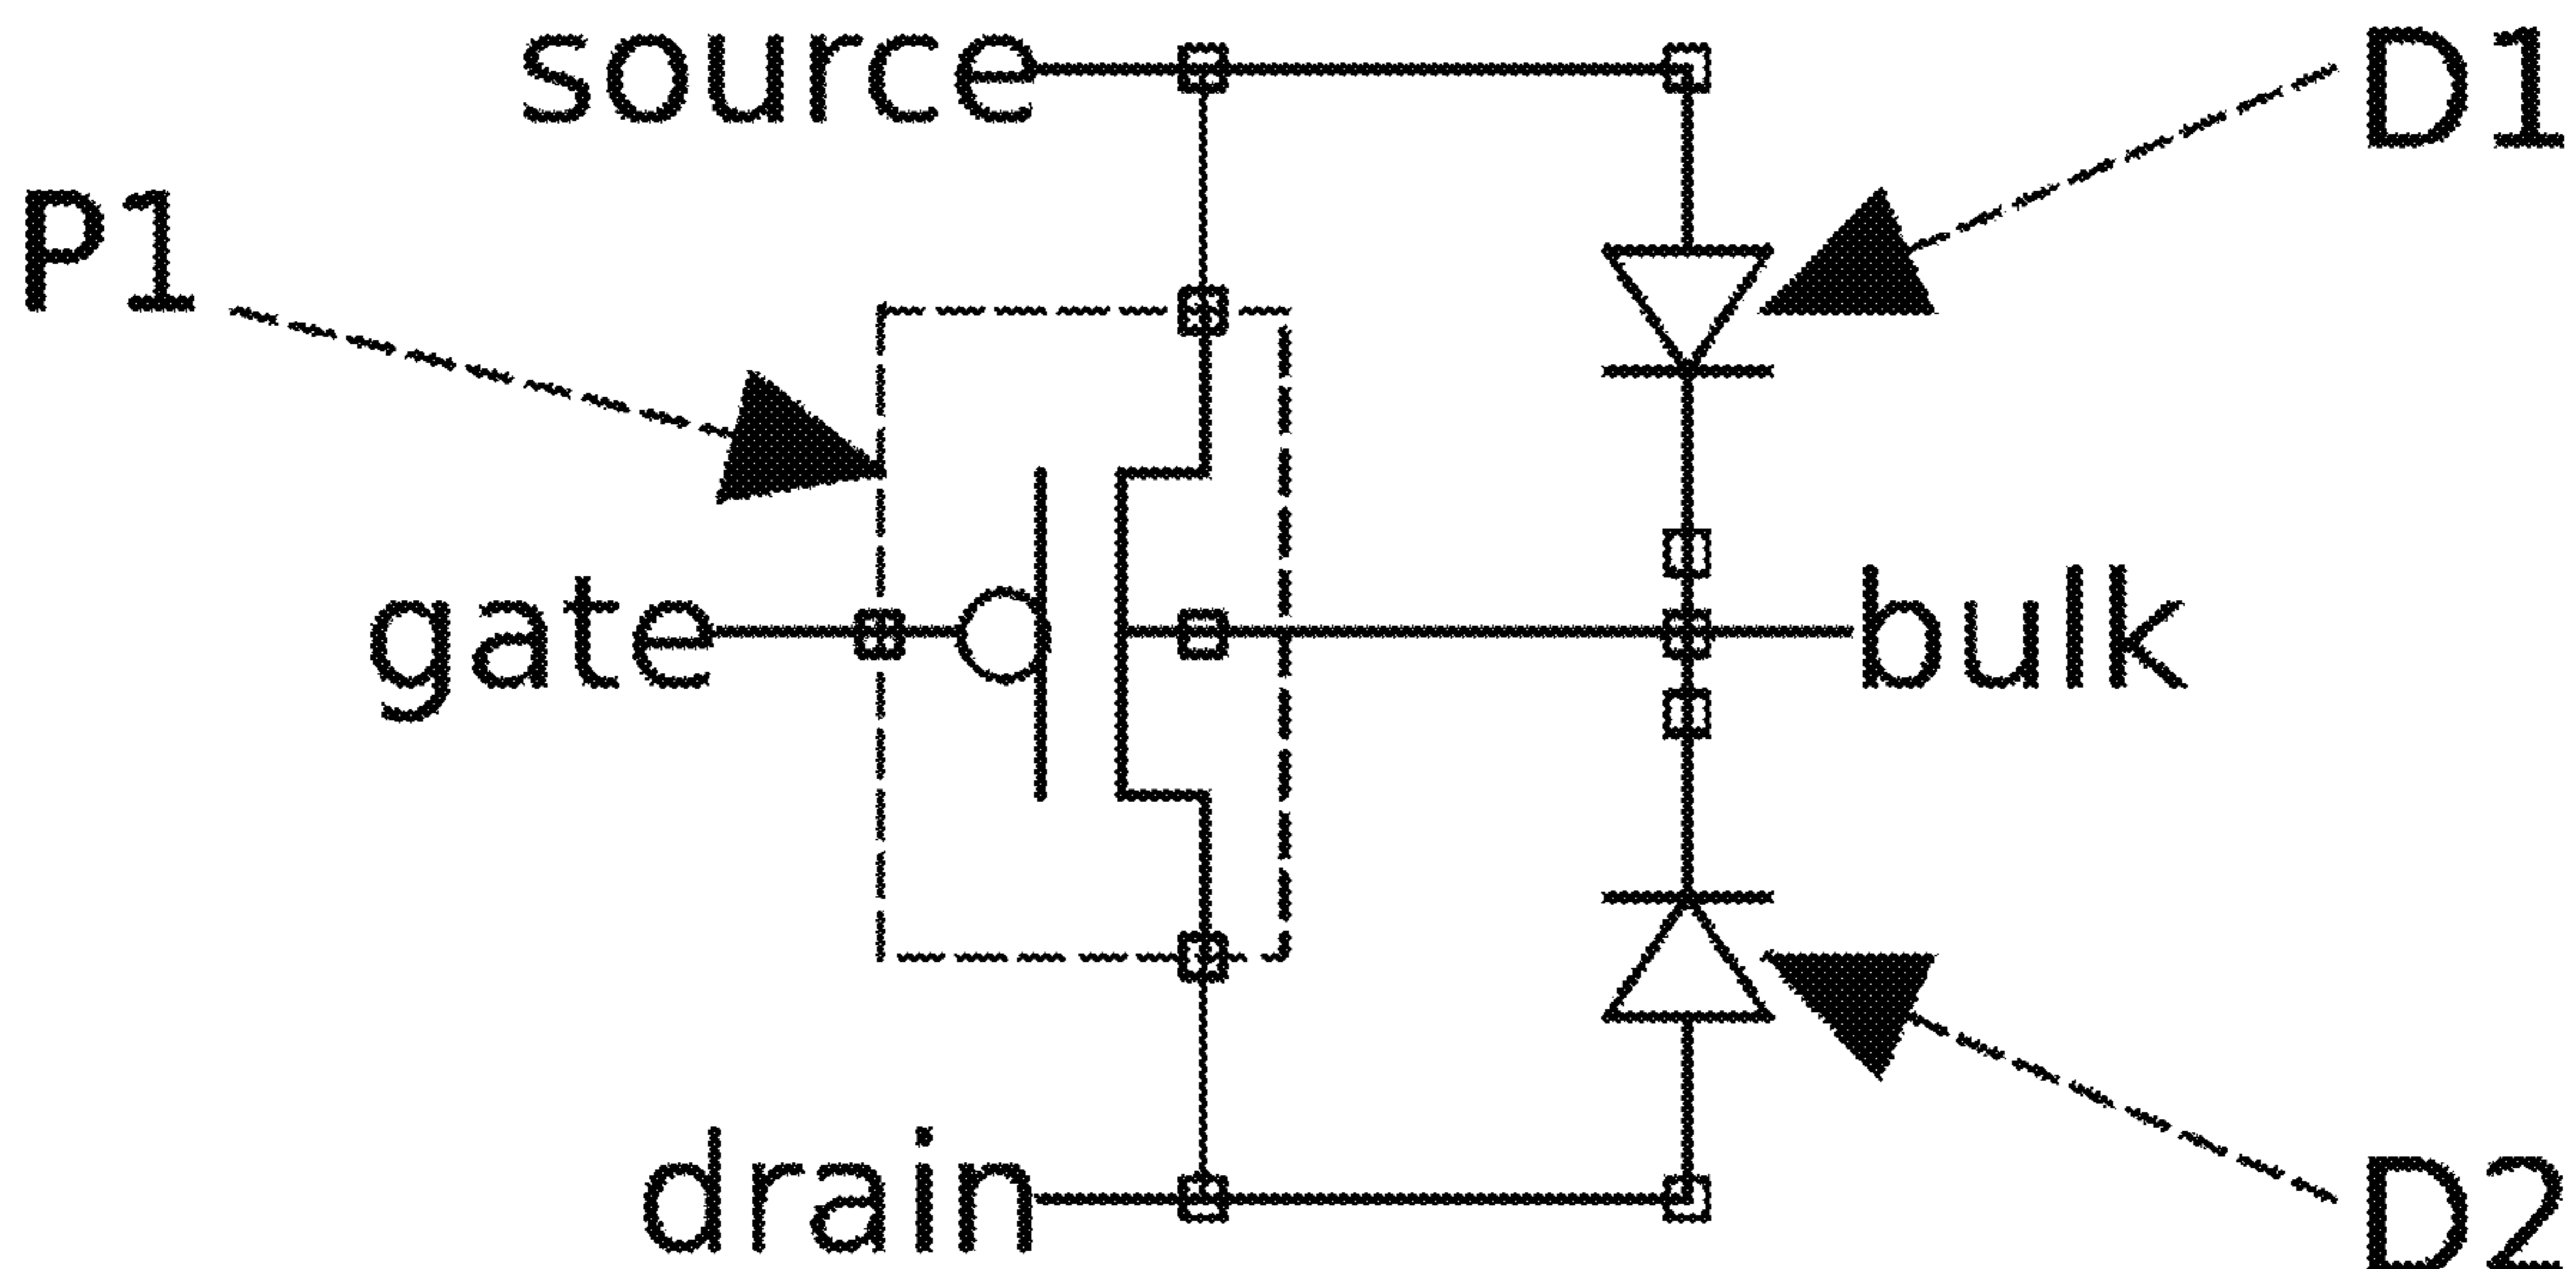 source
D1
P1
gate
bulk
drain
D2